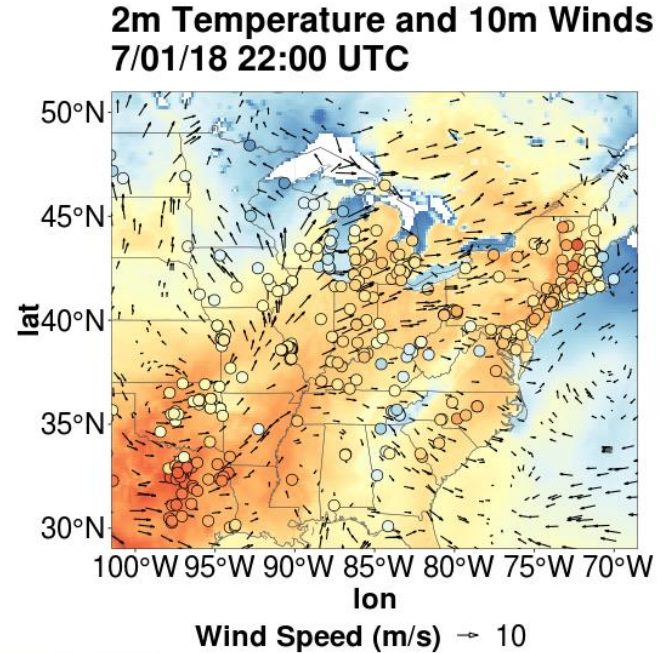 2m Temperature and 10m Winds
7/01/18 22:00 UTC
50°N
45°N
40°N
35°N
30°N
lat
100°W 95°W 90°W 85°W 80°W 75°W 70°W
lon
Wind Speed (m/s) → 10